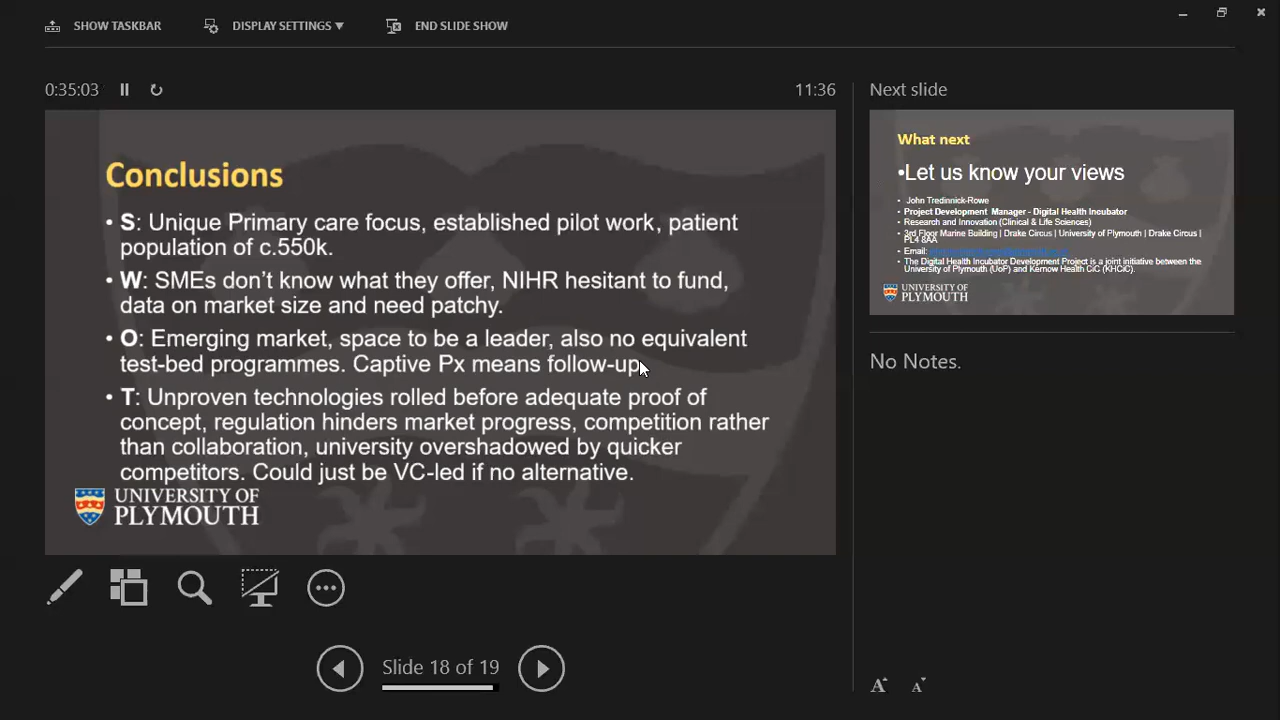 SHOW TASKBAR
DISPLAY SETTINGS ▼
END SLIDE SHOW
0:35:03
11:36
Conclusions
• S: Unique Primary care focus, established pilot work, patient
population of c.550k.
• W: SMEs don’t know what they offer, NIHR hesitant to fund,
data on market size and need patchy.
• O: Emerging market, space to be a leader, also no equivalent
test-bed programmes. Captive Px means follow-up
• T: Unproven technologies rolled before adequate proof of
concept, regulation hinders market progress, competition rather
than collaboration, university overshadowed by quicker
competitors. Could just be VC-led if no alternative.
UNIVERSITY OF
PLYMOUTH
Slide 18 of 19
Next slide
What next
•Let us know your views
• John Tredinnick-Rowe
• Project Development Manager - Digital Health Incubator
• Research and Innovation (Clinical & Life Sciences)
• 3rd Floor Marine Building | Drake Circus | University of Plymouth | Drake Circus |
PL4 8AA
• Email:
• The Digital Health Incubator Development Project is a joint initiative between the
University of Plymouth (UoP) and Kernow Health CiC (KHCiC).
UNIVERSITY OF
PLYMOUTH
No Notes.
A A